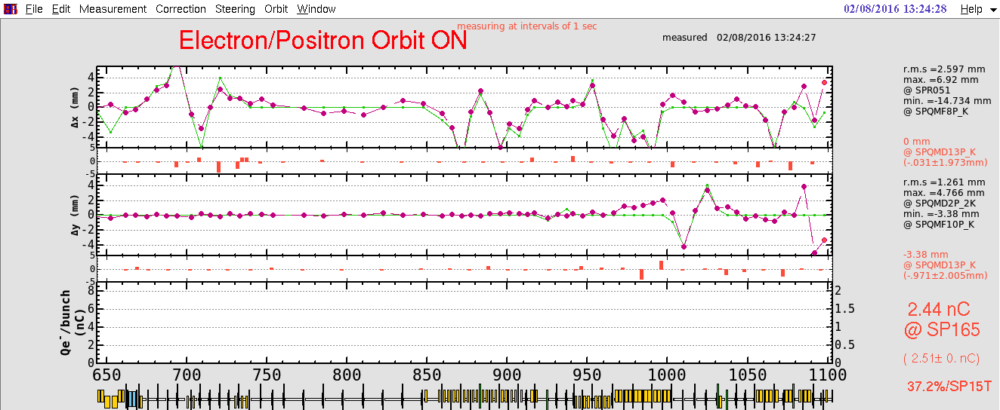 File Edit Measurement Correction Steering Orbit Window 02/08/2016 13:24:28 Help
measuring at intervals of 1 sec
Electron/Positron Orbit ON
measured 02/08/2016 13:24:27
Δx (mm)
4
2
0
-2
-4
r.m.s =2.597 mm
max. =6.92 mm
@ SPR051
min. =-14.734 mm
@ SPQMF8P_K
5
0
-5
0 mm
@ SPQMD13P_K
(-.031±1.973mm)
Δy (mm)
4
2
0
-2
-4
r.m.s =1.261 mm
max. =4.766 mm
@ SPQMD2P_2K
min. =-3.38 mm
@ SPQMF10P_K
5
0
-5
-3.38 mm
@ SPQMD13P_K
(-.971±2.005mm)
Qe⁻/bunch
(nC)
8
6
4
2
0
2
1.5
1
0.5
0
2.44 nC
@ SP165
( 2.51± 0. nC)
37.2%/SP15T
650 700 750 800 850 900 950 1000 1050 1100